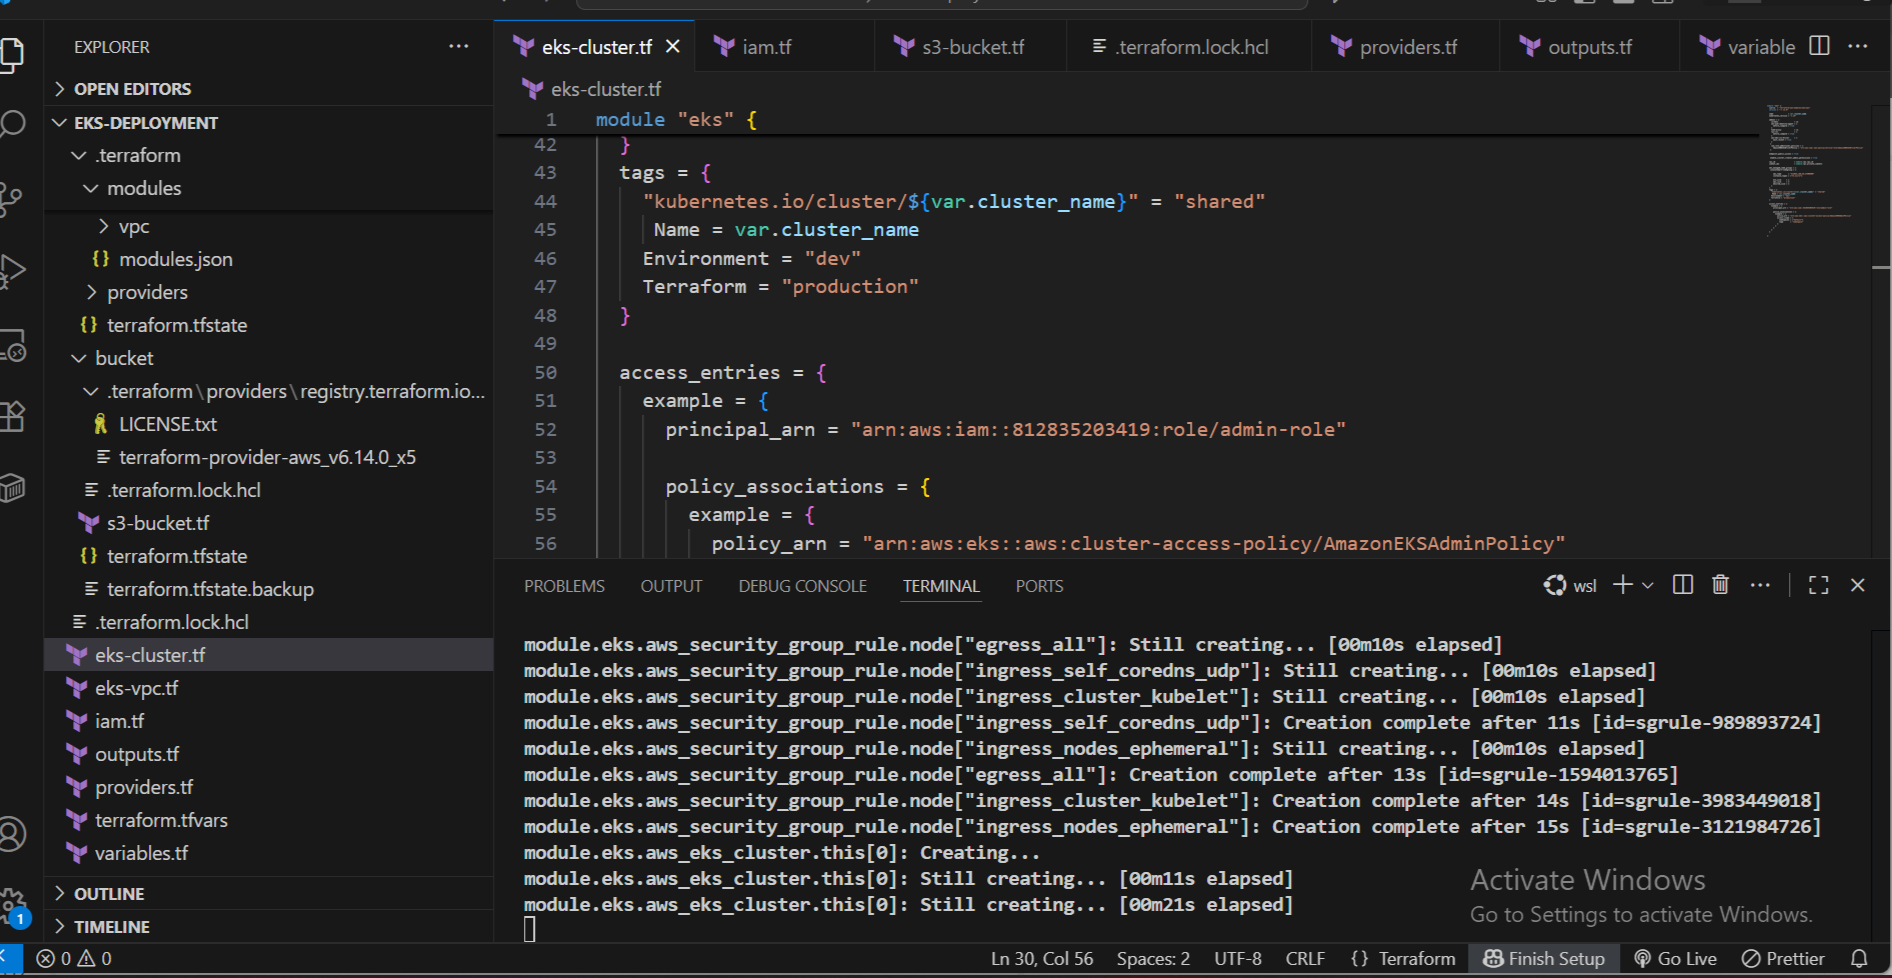 EXPLORER
OPEN EDITORS
EKS-DEPLOYMENT
.terraform
modules
vpc
{} modules.json
providers
{} terraform.tfstate
bucket
.terraform\providers\registry.terraform.io...
LICENSE.txt
terraform-provider-aws_v6.14.0_x5
.terraform.lock.hcl
s3-bucket.tf
{} terraform.tfstate
terraform.tfstate.backup
.terraform.lock.hcl
eks-cluster.tf
eks-vpc.tf
iam.tf
outputs.tf
providers.tf
terraform.tfvars
variables.tf
OUTLINE
TIMELINE
1
eks-cluster.tf iam.tf s3-bucket.tf .terraform.lock.hcl providers.tf outputs.tf variable
eks-cluster.tf
1 module "eks" {
42 }
43 tags = {
44 "kubernetes.io/cluster/${var.cluster_name}" = "shared"
45 Name = var.cluster_name
46 Environment = "dev"
47 Terraform = "production"
48 }
49
50 access_entries = {
51 example = {
52 principal_arn = "arn:aws:iam::812835203419:role/admin-role"
53
54 policy_associations = {
55 example = {
56 policy_arn = "arn:aws:eks::aws:cluster-access-policy/AmazonEKSAdminPolicy"
PROBLEMS OUTPUT DEBUG CONSOLE TERMINAL PORTS wsl
module.eks.aws_security_group_rule.node["egress_all"]: Still creating... [00m10s elapsed]
module.eks.aws_security_group_rule.node["ingress_self_coredns_udp"]: Still creating... [00m10s elapsed]
module.eks.aws_security_group_rule.node["ingress_cluster_kubelet"]: Still creating... [00m10s elapsed]
module.eks.aws_security_group_rule.node["ingress_self_coredns_udp"]: Creation complete after 11s [id=sgrule-989893724]
module.eks.aws_security_group_rule.node["ingress_nodes_ephemeral"]: Still creating... [00m10s elapsed]
module.eks.aws_security_group_rule.node["egress_all"]: Creation complete after 13s [id=sgrule-1594013765]
module.eks.aws_security_group_rule.node["ingress_cluster_kubelet"]: Creation complete after 14s [id=sgrule-3983449018]
module.eks.aws_security_group_rule.node["ingress_nodes_ephemeral"]: Creation complete after 15s [id=sgrule-3121984726]
module.eks.aws_eks_cluster.this[0]: Creating...
module.eks.aws_eks_cluster.this[0]: Still creating... [00m11s elapsed]
module.eks.aws_eks_cluster.this[0]: Still creating... [00m21s elapsed]
Activate Windows
Go to Settings to activate Windows.
0 0 Ln 30, Col 56 Spaces: 2 UTF-8 CRLF {} Terraform Finish Setup Go Live Prettier